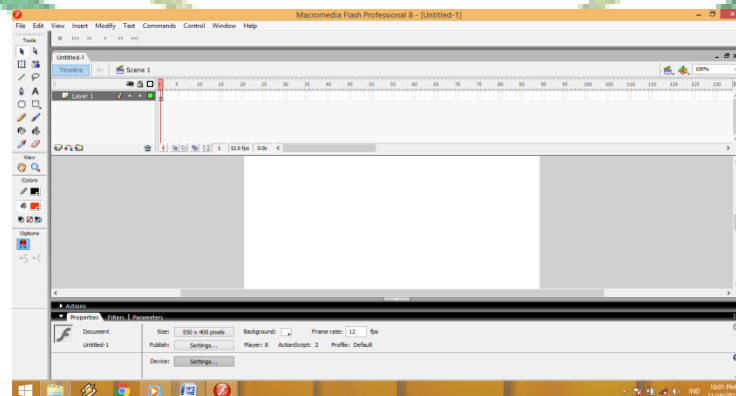 Macromedia Flash Professional 8 - [Untitled-1]
File Edit View Insert Modify Text Commands Control Window Help
Tools
Untitled-1
Timeline Scene 1 100%
5 10 15 20 25 30 35 40 45 50 55 60 65 70 75 80 85 90 95 100 105 110 115 120 125 130
Layer 1
1 12.0 fps 0.0s
View
Colors
Options
Actions
Properties Filters Parameters
Document Size: 550 x 400 pixels Background: Frame rate: 12 fps
Untitled-1 Publish: Settings... Player: 8 ActionScript: 2 Profile: Default
Device: Settings...
IND 10:01 PM